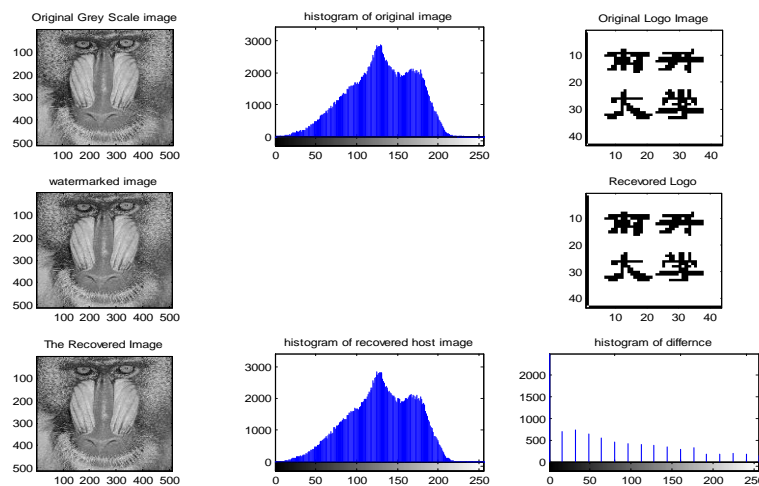 Original Grey Scale image
100
200
300
400
500
100 200 300 400 500
histogram of original image
3000
2000
1000
0
0 50 100 150 200 250
Original Logo Image
10
20
30
40
10 20 30 40
watermarked image
100
200
300
400
500
100 200 300 400 500
Recevored Logo
10
20
30
40
10 20 30 40
The Recovered Image
100
200
300
400
500
100 200 300 400 500
histogram of recovered host image
3000
2000
1000
0
0 50 100 150 200 250
histogram of differnce
2000
1500
1000
500
0
0 50 100 150 200 250